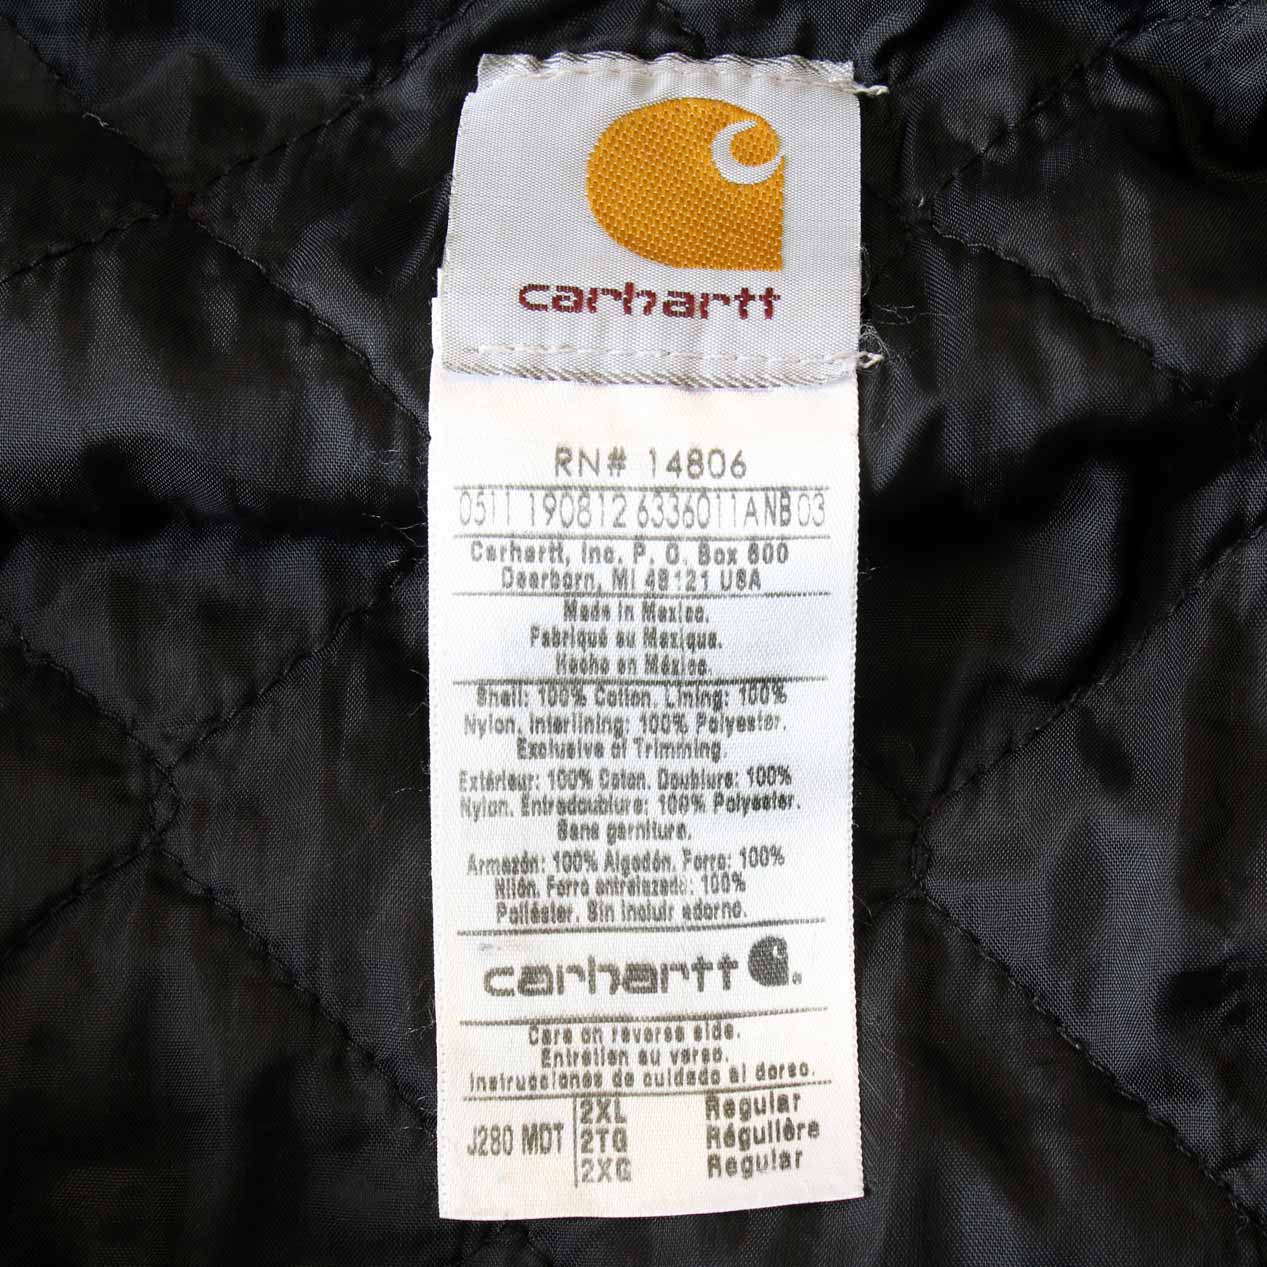 carhartt
RN# 14806
0511 190812 6336011ANB 03
Carhartt, Inc. P. O. Box 600
Dearborn, MI 48121 USA
Made in Mexico.
Fabriqué au Mexique.
Hecho en México.
Shell: 100% Cotton. Lining: 100%
Nylon. Interlining: 100% Polyester.
Exclusive of Trimming.
Extérieur: 100% Coton. Doublure: 100%
Nylon. Entredoublure: 100% Polyester.
Sans garniture.
Armazón: 100% Algodón. Forro: 100%
Nilón. Forro entrelazado: 100%
Poliéster. Sin incluir adorno.
carhartt
Care on reverse side.
Entretien au verso.
Instrucciones de cuidado al dorso.
2XL Regular
J280 MDT 2TG Régulière
2XG Regular